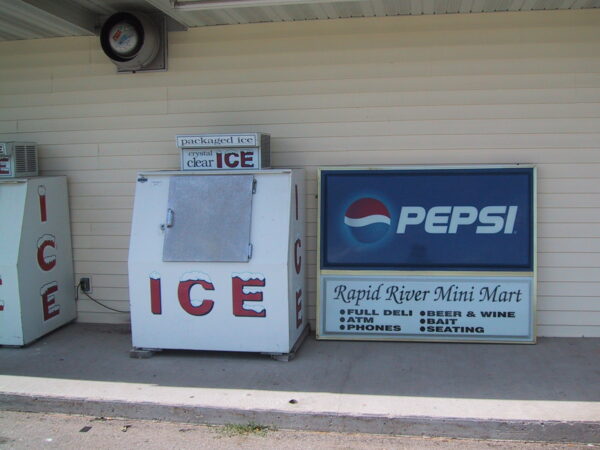 packaged ice
crystal
clear ICE
ICE
ICE
ICE
PEPSI
Rapid River Mini Mart
FULL DELI
ATM
PHONES
BEER & WINE
BAIT
SEATING